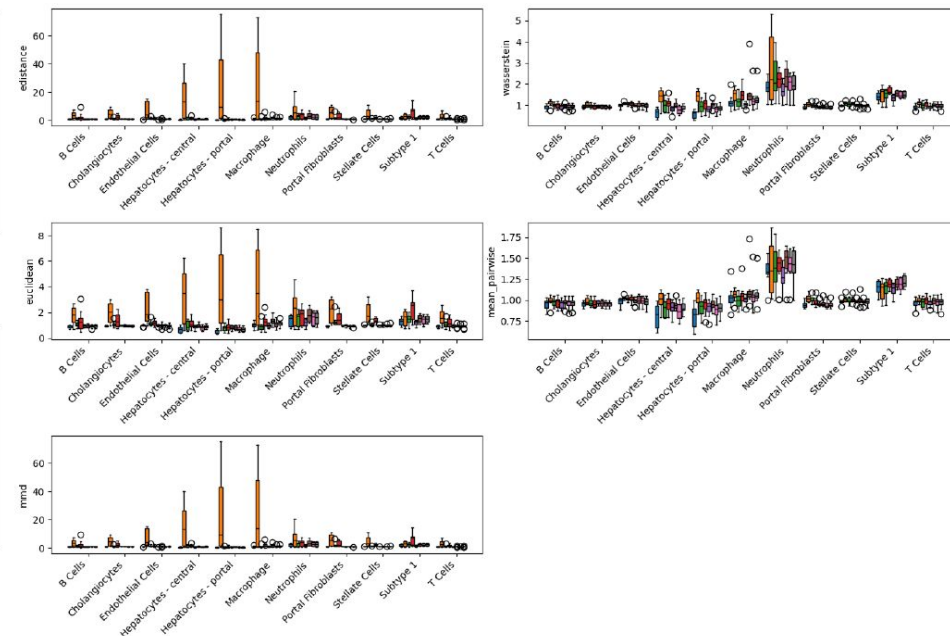 edistance
60
40
20
0
B Cells
Cholangiocytes
Endothelial Cells
Hepatocytes - central
Hepatocytes - portal
Macrophage
Neutrophils
Portal Fibroblasts
Stellate Cells
Subtype 1
T Cells
wasserstein
5
4
3
2
1
B Cells
Cholangiocytes
Endothelial Cells
Hepatocytes - central
Hepatocytes - portal
Macrophage
Neutrophils
Portal Fibroblasts
Stellate Cells
Subtype 1
T Cells
euclidean
8
6
4
2
0
B Cells
Cholangiocytes
Endothelial Cells
Hepatocytes - central
Hepatocytes - portal
Macrophage
Neutrophils
Portal Fibroblasts
Stellate Cells
Subtype 1
T Cells
mean_pairwise
1.75
1.50
1.25
1.00
0.75
B Cells
Cholangiocytes
Endothelial Cells
Hepatocytes - central
Hepatocytes - portal
Macrophage
Neutrophils
Portal Fibroblasts
Stellate Cells
Subtype 1
T Cells
mmd
60
40
20
0
B Cells
Cholangiocytes
Endothelial Cells
Hepatocytes - central
Hepatocytes - portal
Macrophage
Neutrophils
Portal Fibroblasts
Stellate Cells
Subtype 1
T Cells